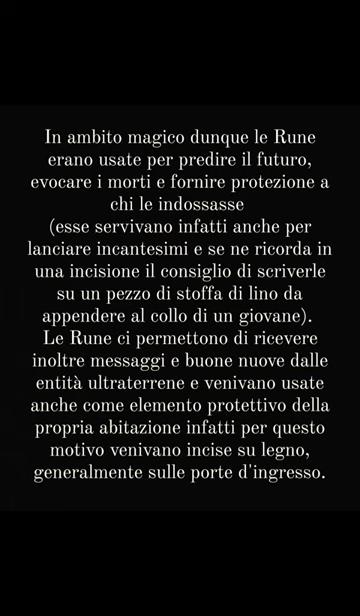 In ambito magico dunque le Rune
erano usate per predire il futuro,
evocare i morti e fornire protezione a
chi le indossasse
(esse servivano infatti anche per
lanciare incantesimi e se ne ricorda in
una incisione il consiglio di scriverle
su un pezzo di stoffa di lino da
appendere al collo di un giovane).
Le Rune ci permettono di ricevere
inoltre messaggi e buone nuove dalle
entità ultraterrene e venivano usate
anche come elemento protettivo della
propria abitazione infatti per questo
motivo venivano incise su legno,
generalmente sulle porte d'ingresso.